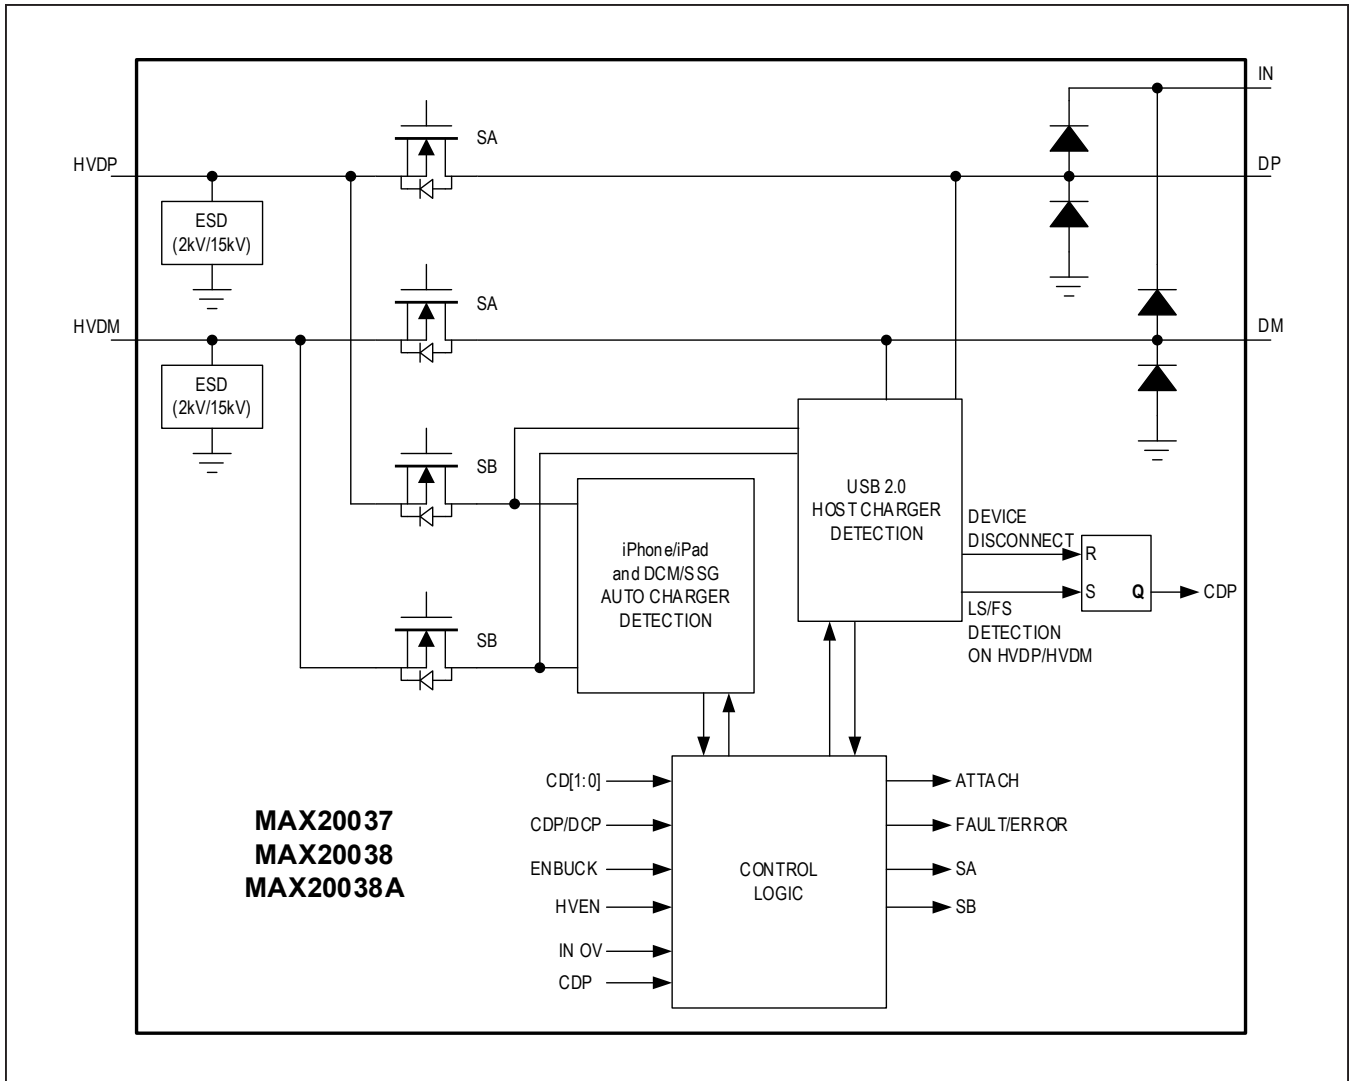 IN
SA
HVDP
DP
ESD
(2kV/15kV)
SA
HVDM
DM
ESD
(2kV/15kV)
SB
USB 2.0
HOST CHARGER
DETECTION
DEVICE
DISCONNECT
R
S
Q
CDP
LS/FS
DETECTION
ON HVDP/HVDM
iPhone/iPad
and DCM/SSG
AUTO CHARGER
DETECTION
SB
CD[1:0]
CDP/DCP
ENBUCK
HVEN
IN OV
CDP
CONTROL
LOGIC
ATTACH
FAULT/ERROR
SA
SB
MAX20037
MAX20038
MAX20038A